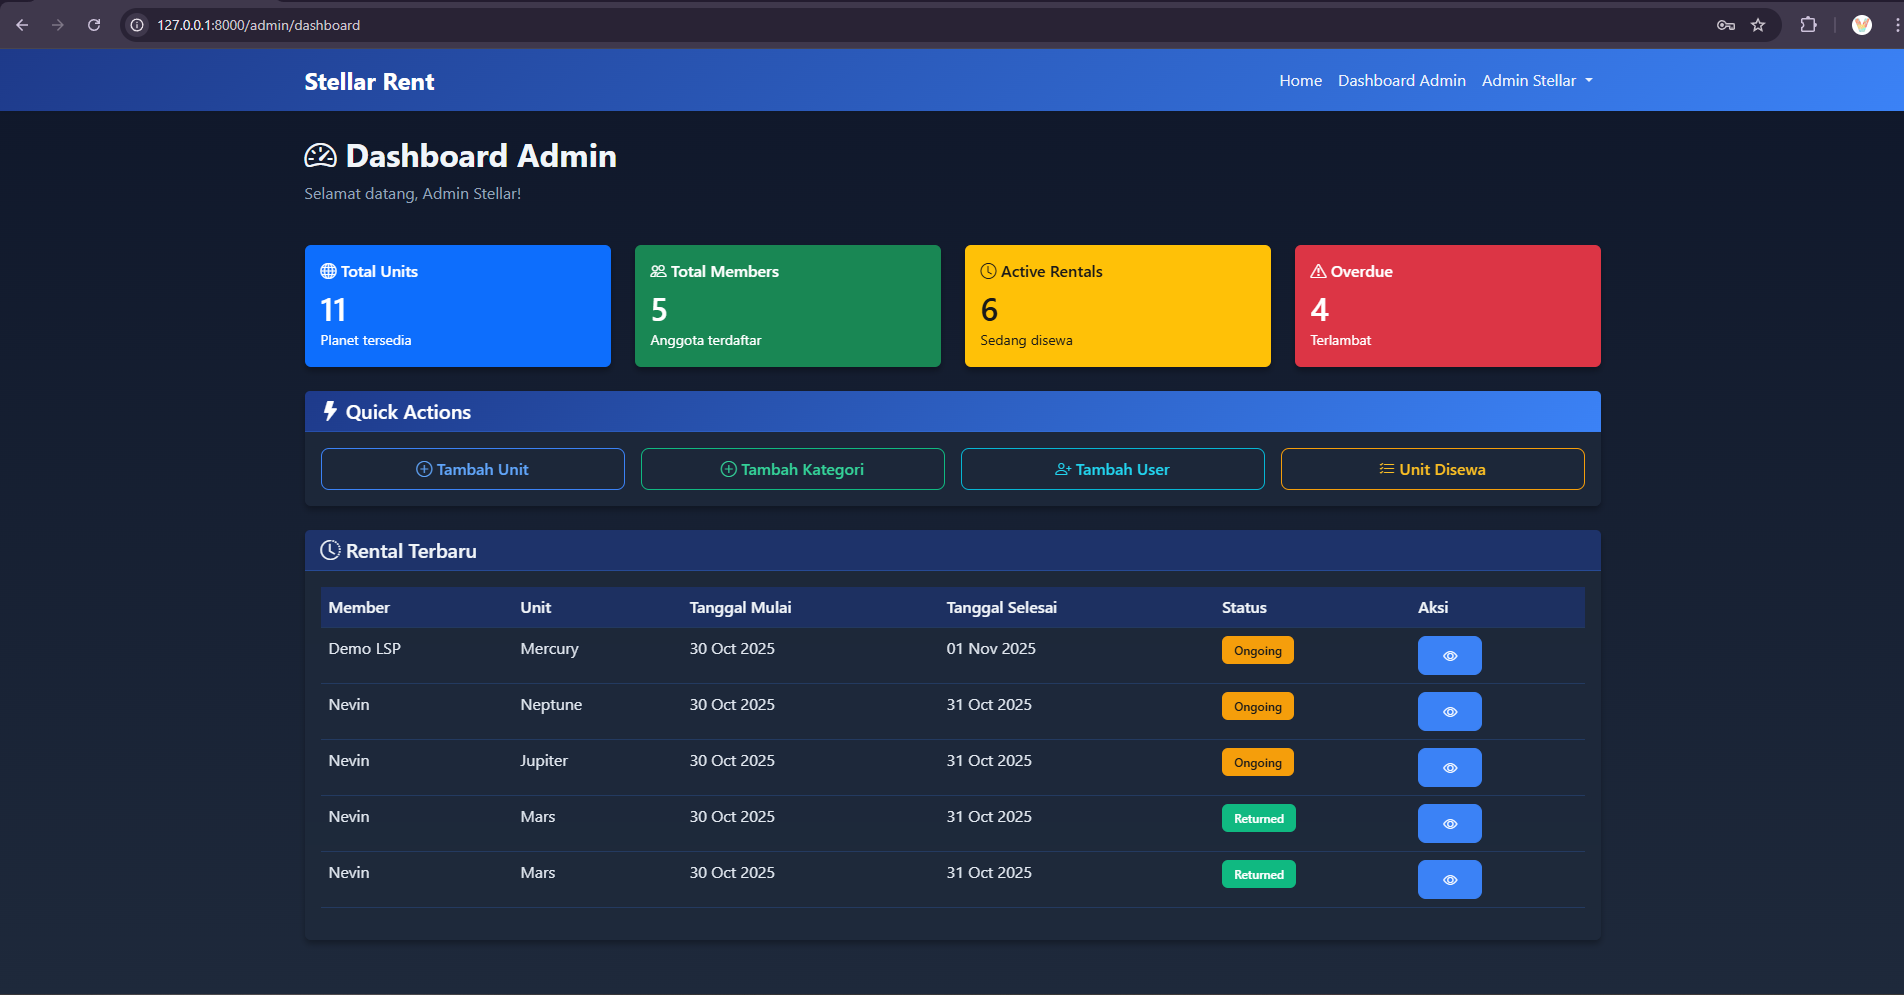 127.0.0.1:8000/admin/dashboard
Stellar Rent
Home Dashboard Admin Admin Stellar
Dashboard Admin
Selamat datang, Admin Stellar!
Total Units
11
Planet tersedia
Total Members
5
Anggota terdaftar
Active Rentals
6
Sedang disewa
Overdue
4
Terlambat
Quick Actions
Tambah Unit Tambah Kategori Tambah User Unit Disewa
Rental Terbaru
Member Unit Tanggal Mulai Tanggal Selesai Status Aksi
Demo LSP Mercury 30 Oct 2025 01 Nov 2025 Ongoing
Nevin Neptune 30 Oct 2025 31 Oct 2025 Ongoing
Nevin Jupiter 30 Oct 2025 31 Oct 2025 Ongoing
Nevin Mars 30 Oct 2025 31 Oct 2025 Returned
Nevin Mars 30 Oct 2025 31 Oct 2025 Returned